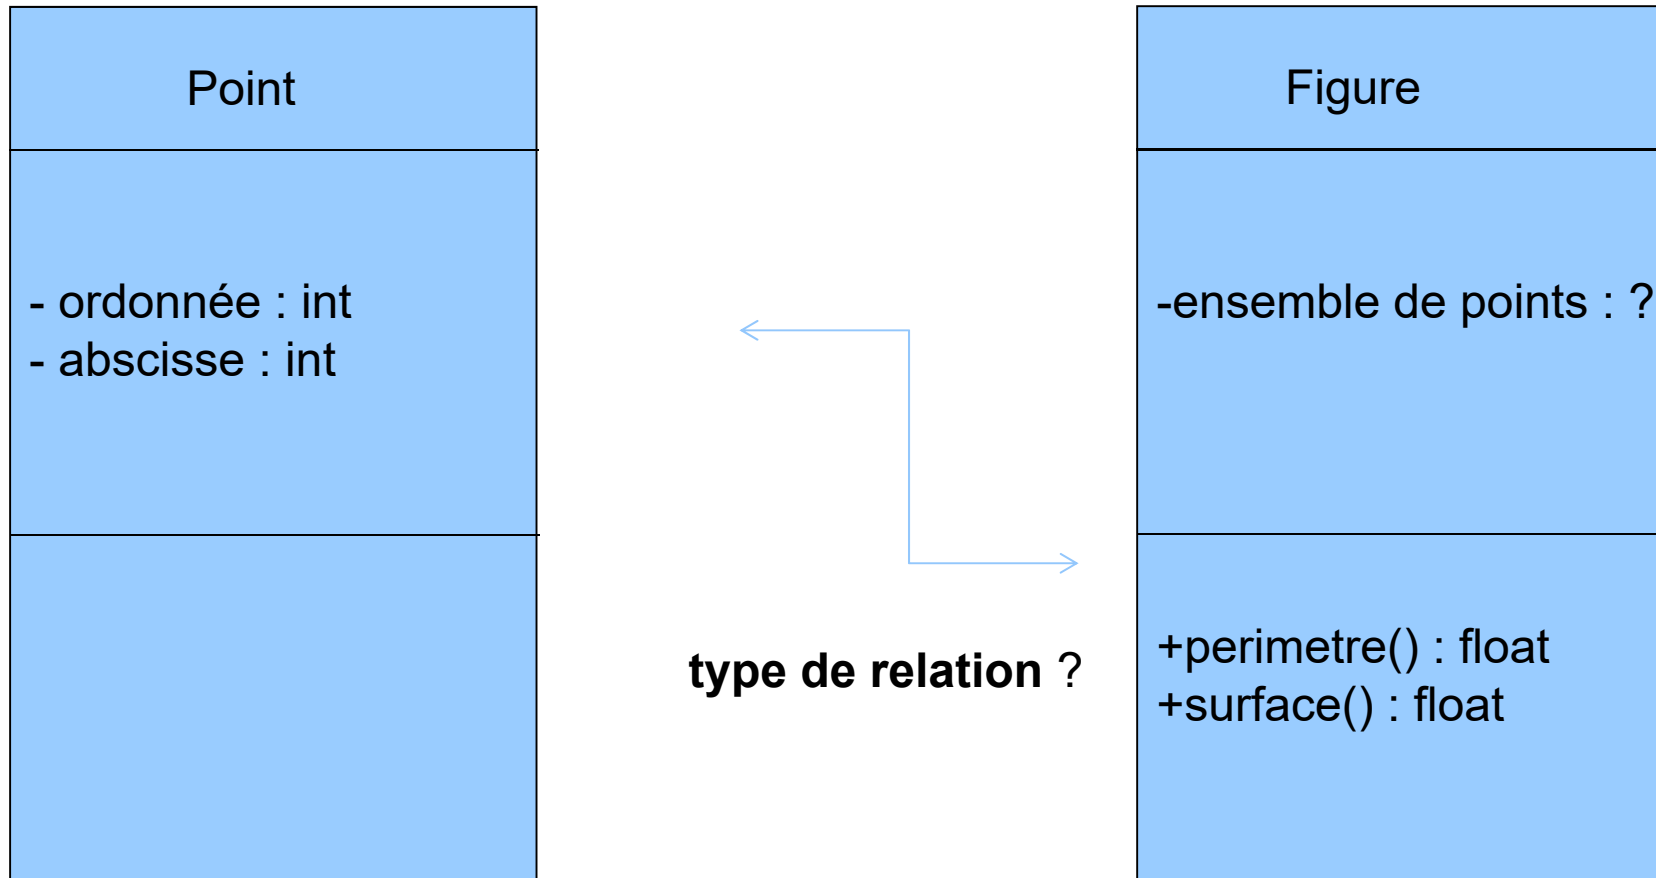 Point
- ordonnée : int
- abscisse : int
type de relation ?
Figure
-ensemble de points : ?
+perimetre() : float
+surface() : float